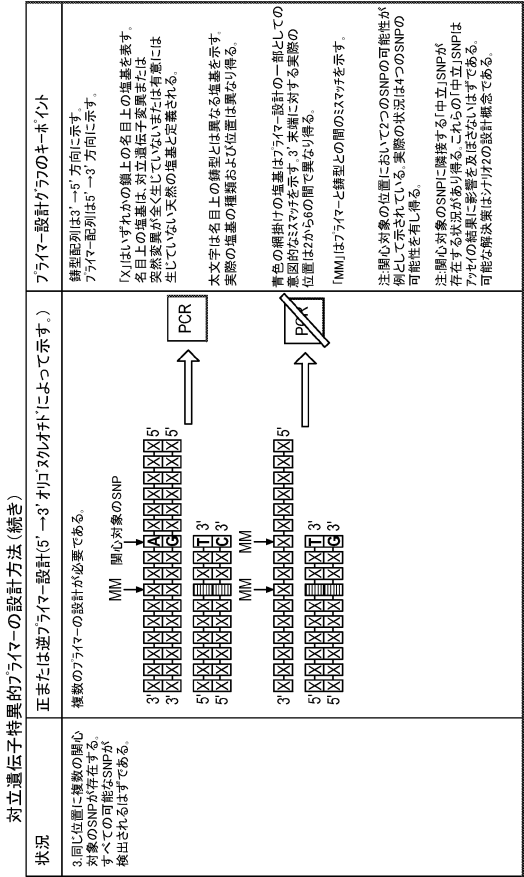 対立遺伝子特異的プライマーの設計方法(続き)
状況
正または逆プライマー設計(5'→3'オリゴヌクレオチドによって示す。)
プライマー設計グラフのキーポイント
3.同じ位置に複数の関心
対象のSNPが存在する。
すべての可能なSNPが
検出されるはずである。
複数のプライマーの設計が必要である。
MM 関心対象のSNP
3' X X X X X X X X X A X X X X X X X X 5'
3' X X X X X X X X X G X X X X X X X X 5'
PCR
5' X X X X X X X X T 3'
5' X X X X X X X X C 3'
MM MM
3' X X X X X X X X X X X X X X X X X X 5'
PCR
5' X X X X X X X X T 3'
5' X X X X X X X X G 3'
鋳型配列は3'→5'方向に示す。
プライマー配列は5'→3'方向に示す。
「X」はいずれかの鎖上の名目上の塩基を表す。
名目上の塩基は、対立遺伝子変異または
突然変異が全く生じていないまたは有意には
生じていない天然の塩基と定義される。
太文字は名目上の鋳型とは異なる塩基を示す。
実際の塩基の種類および位置は異なり得る。
青色の網掛けの塩基はプライマー設計の一部としての
意図的なミスマッチを示す。3'末端に対する実際の
位置は2から6の間で異なり得る。
「MM」はプライマーと鋳型との間のミスマッチを示す。
注:関心対象の位置において2つのSNPの可能性が
例として示されている。実際の状況は4つのSNPの
可能性を有し得る。
注:関心対象のSNPに隣接する「中立」SNPが
存在する状況があり得る。これらの「中立」SNPは
アッセイの結果に影響を及ぼさないはずである。
可能な解決策はシナリオ2の設計概念である。